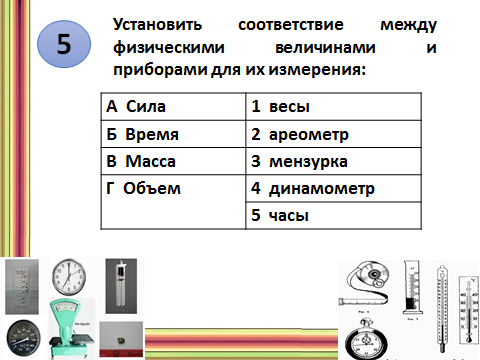 5
Установить соответствие между
физическими величинами и
приборами для их измерения:
А Сила 1 весы
Б Время 2 ареометр
В Масса 3 мензурка
Г Объем 4 динамометр
5 часы